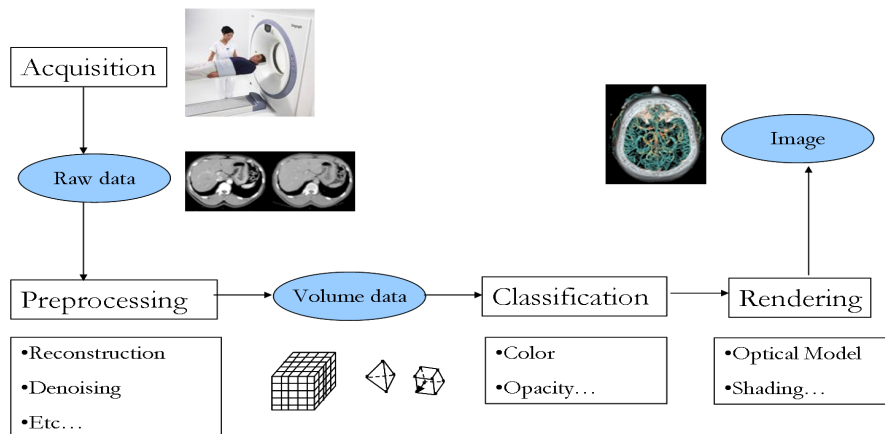 Acquisition
Raw data
Image
Preprocessing
Volume data
Classification
Rendering
•Reconstruction
•Denoising
•Etc…
•Color
•Opacity…
•Optical Model
•Shading…